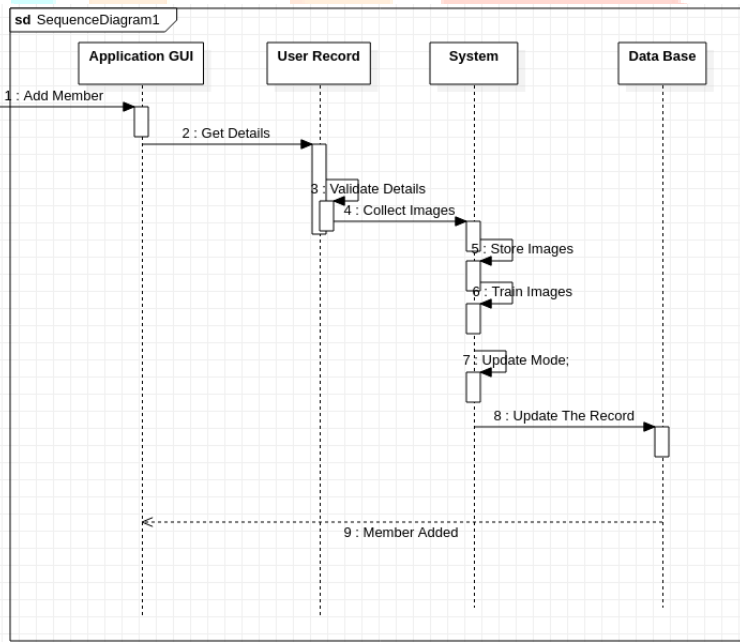 sd SequenceDiagram1
Application GUI
User Record
System
Data Base
1 : Add Member
2 : Get Details
3 : Validate Details
4 : Collect Images
5 : Store Images
6 : Train Images
7 : Update Mode;
8 : Update The Record
9 : Member Added